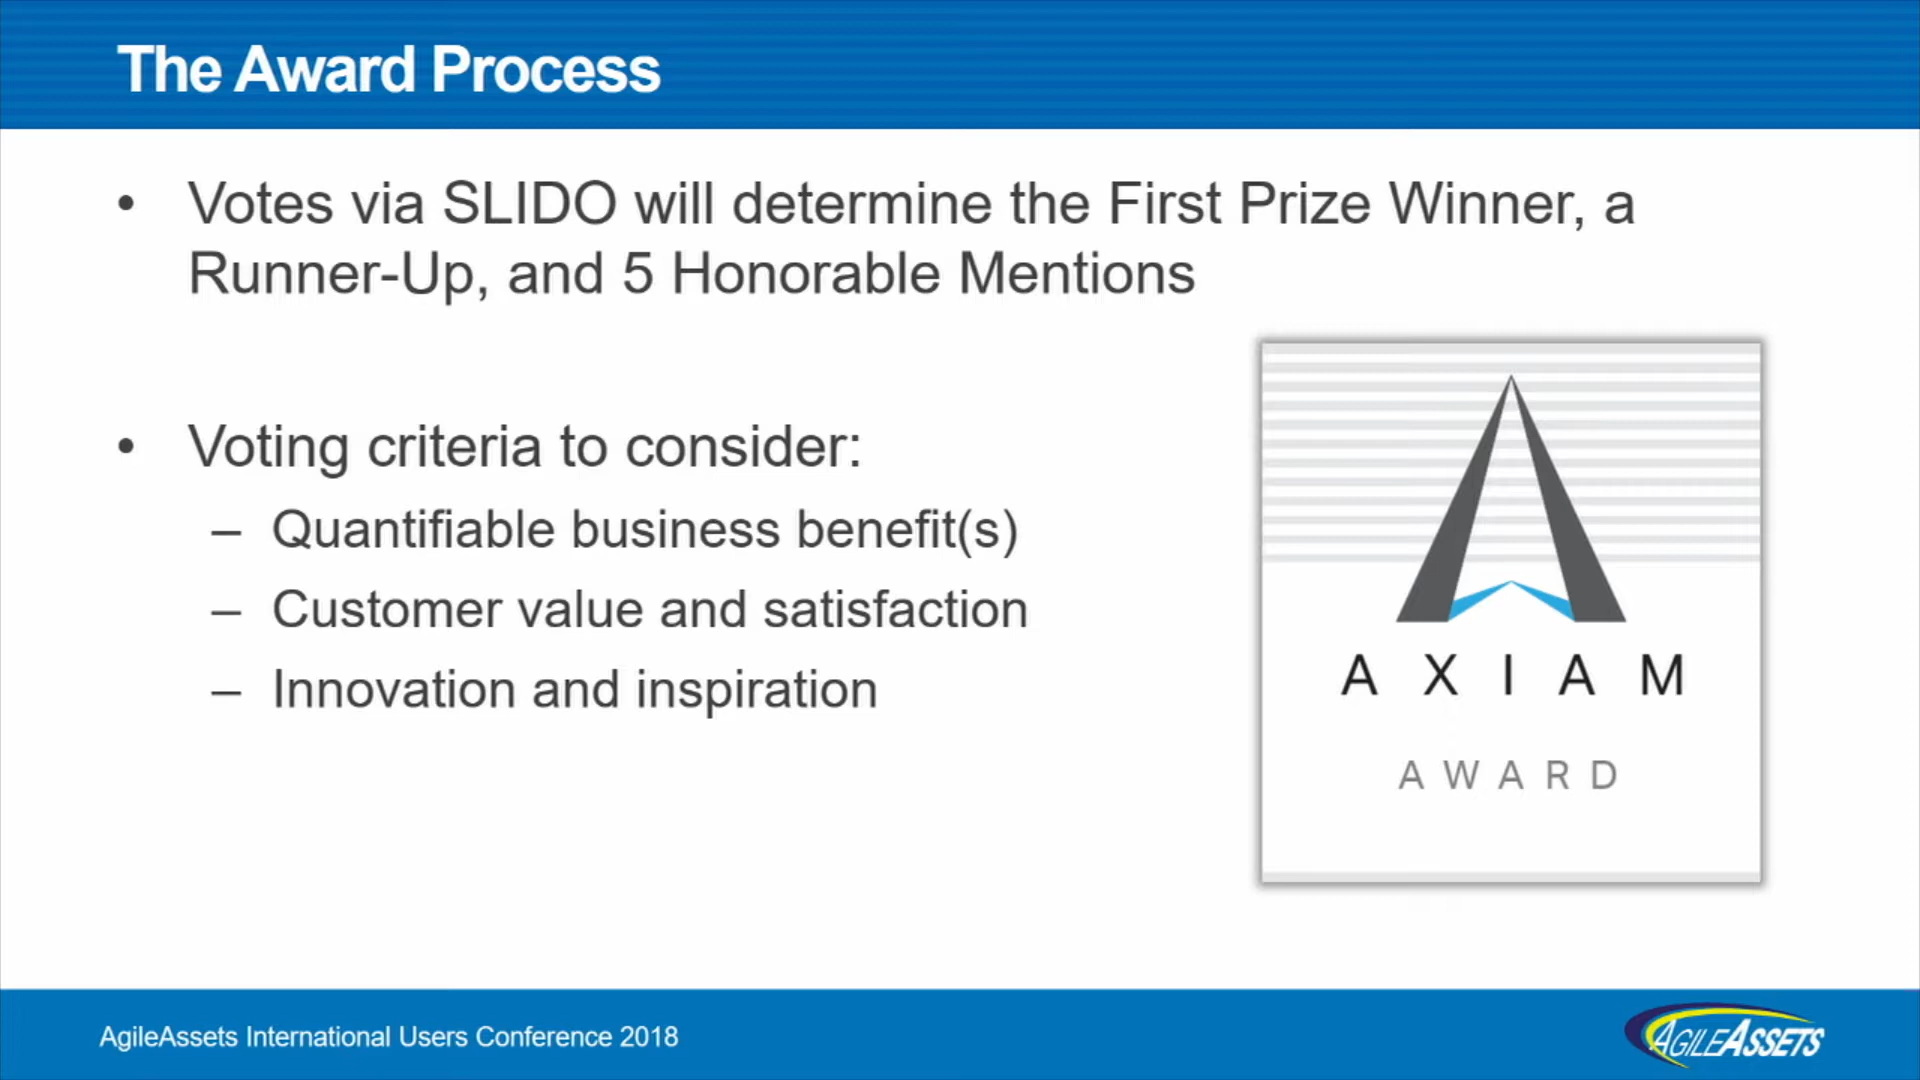 The Award Process
• Votes via SLIDO will determine the First Prize Winner, a
Runner-Up, and 5 Honorable Mentions
• Voting criteria to consider:
– Quantifiable business benefit(s)
– Customer value and satisfaction
– Innovation and inspiration
AXIAM
AWARD
AgileAssets International Users Conference 2018
AGILEASSETS